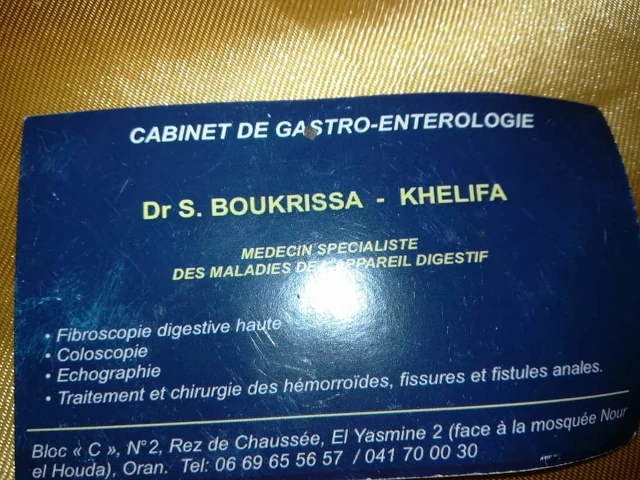 CABINET DE GASTRO-ENTEROLOGIE
Dr S. BOUKRISSA - KHELIFA
MEDECIN SPECIALISTE
DES MALADIES DE L'APPAREIL DIGESTIF
• Fibroscopie digestive haute
• Coloscopie
• Echographie
• Traitement et chirurgie des hémorroïdes, fissures et fistules anales.
Bloc « C », N°2, Rez de Chaussée, El Yasmine 2 (face à la mosquée Nour
el Houda), Oran. Tel: 06 69 65 56 57 / 041 70 00 30